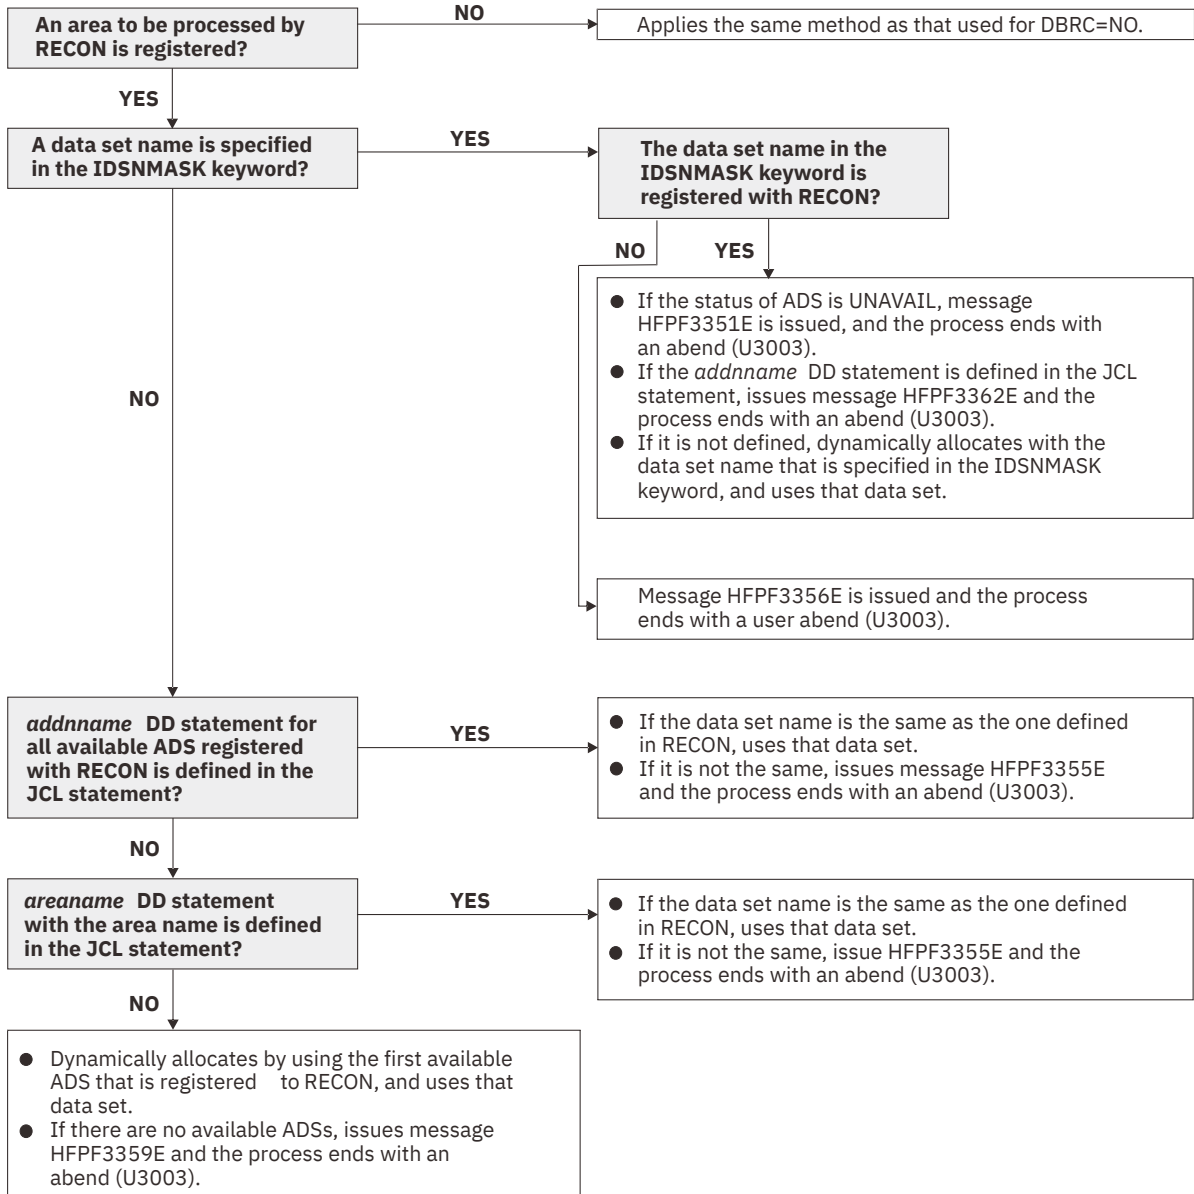 An area to be processed by
RECON is registered?
NO
Applies the same method as that used for DBRC=NO.
YES
A data set name is specified
in the IDSNMASK keyword?
YES
The data set name in the
IDSNMASK keyword is
registered with RECON?
NO
YES
● If the status of ADS is UNAVAIL, message
HFPF3351E is issued, and the process ends with
an abend (U3003).
● If the addnname DD statement is defined in the JCL
statement, issues message HFPF3362E and the
process ends with an abend (U3003).
● If it is not defined, dynamically allocates with the
data set name that is specified in the IDSNMASK
keyword, and uses that data set.
NO
Message HFPF3356E is issued and the process
ends with a user abend (U3003).
addnname DD statement for
all available ADS registered
with RECON is defined in the
JCL statement?
YES
● If the data set name is the same as the one defined
in RECON, uses that data set.
● If it is not the same, issues message HFPF3355E
and the process ends with an abend (U3003).
NO
areaname DD statement
with the area name is defined
in the JCL statement?
YES
● If the data set name is the same as the one defined
in RECON, uses that data set.
● If it is not the same, issue HFPF3355E and the
process ends with an abend (U3003).
NO
● Dynamically allocates by using the first available
ADS that is registered to RECON, and uses that
data set.
● If there are no available ADSs, issues message
HFPF3359E and the process ends with an
abend (U3003).